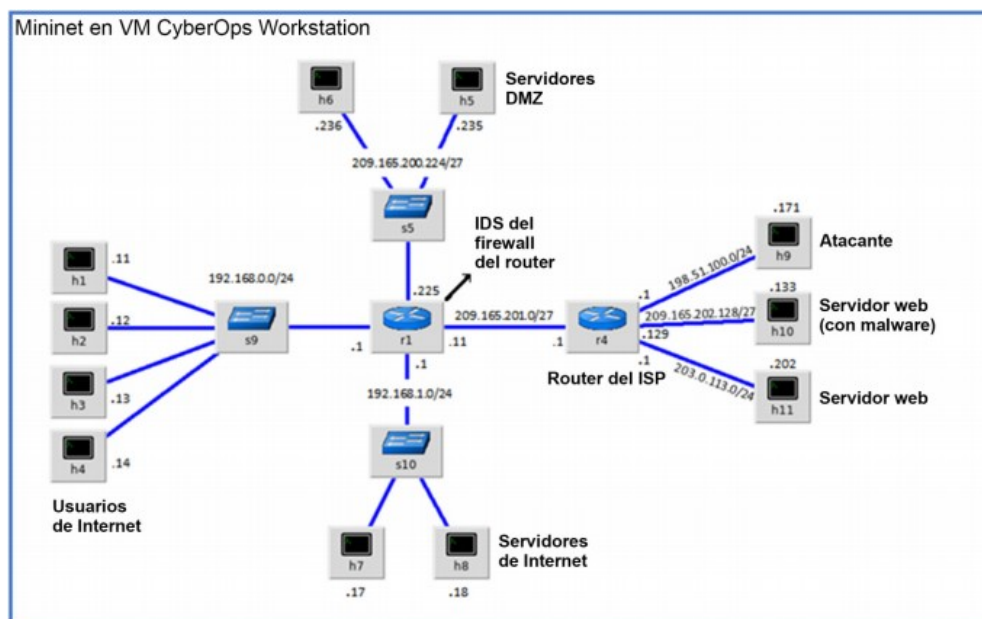 Mininet en VM CyberOps Workstation
h6
h5
Servidores
DMZ
.236
.235
209.165.200.224/27
s5
IDS del
firewall
del router
.171
h9
Atacante
198.51.100.0/24
h1
.11
192.168.0.0/24
.225
.1
.133
h10
Servidor web
(con malware)
h2
.12
s9
.1
r1
.11
209.165.201.0/27
.1
r4
209.165.202.128/27
.129
.1
h3
.13
.1
192.168.1.0/24
Router del ISP
203.0.113.0/24
.202
h11
Servidor web
h4
.14
s10
Usuarios
de Internet
h7
h8
Servidores
de Internet
.17
.18